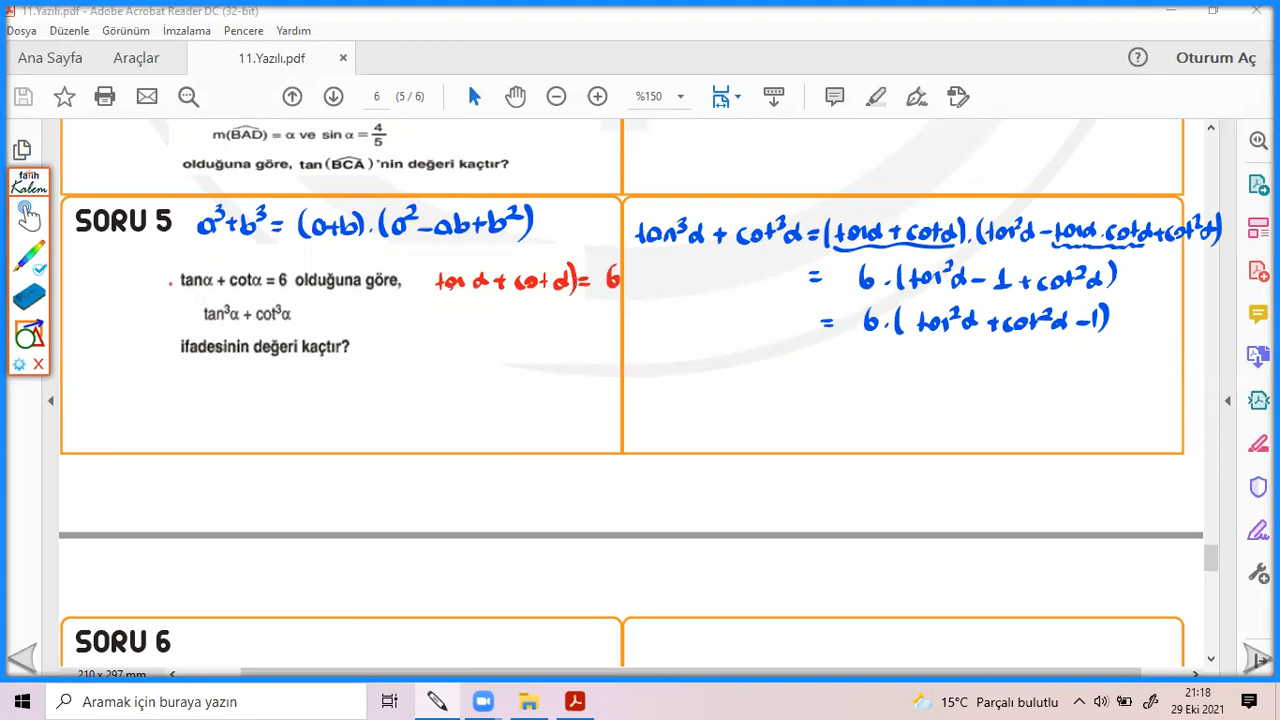 11.Yazılı.pdf - Adobe Acrobat Reader DC (32-bit)
Dosya Düzenle Görünüm İmzalama Pencere Yardım
Ana Sayfa Araçlar 11.Yazılı.pdf × ? Oturum Aç
6 (5 / 6) %150
m(BAD) = α ve sin α = 4/5
olduğuna göre, tan (BCA) 'nin değeri kaçtır?
fatih
Kalem
SORU 5 a³+b³ = (a+b).(a²-ab+b²)
tanα + cotα = 6 olduğuna göre,
tan³α + cot³α
ifadesinin değeri kaçtır?
tan α + cot α) = 6
tan³α + cot³α = (tanα + cotα).(tan²α - tanα.cotα+cot²α)
= 6.(tan²α - 1 + cot²α)
= 6.(tan²α + cot²α -1)
SORU 6
210 x 297 mm
Aramak için buraya yazın
15°C Parçalı bulutlu
21:18
29 Eki 2021